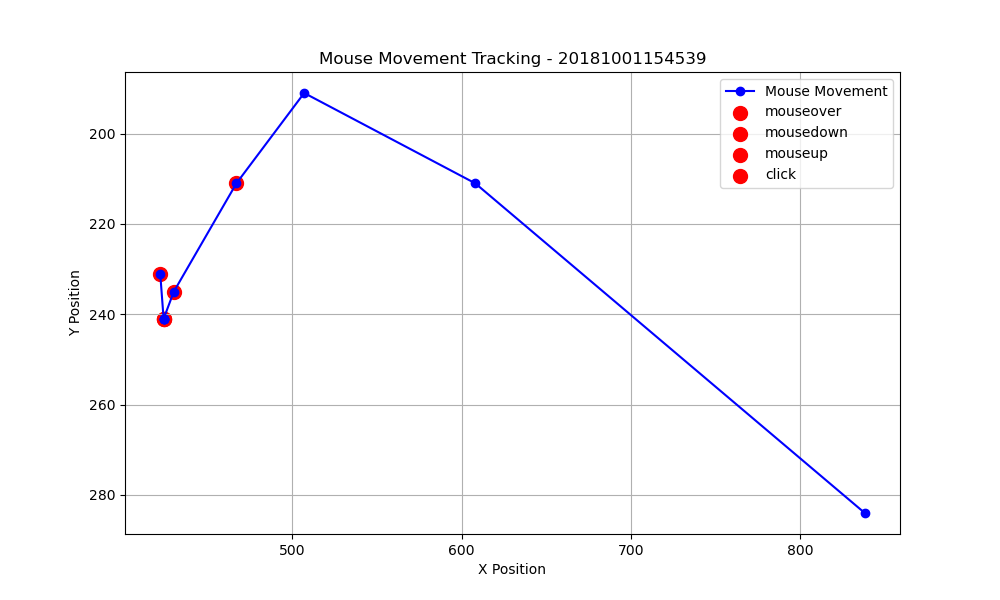 Mouse Movement Tracking - 20181001154539
Mouse Movement
mouseover
mousedown
mouseup
click
200
220
240
260
280
Y Position
500
600
700
800
X Position